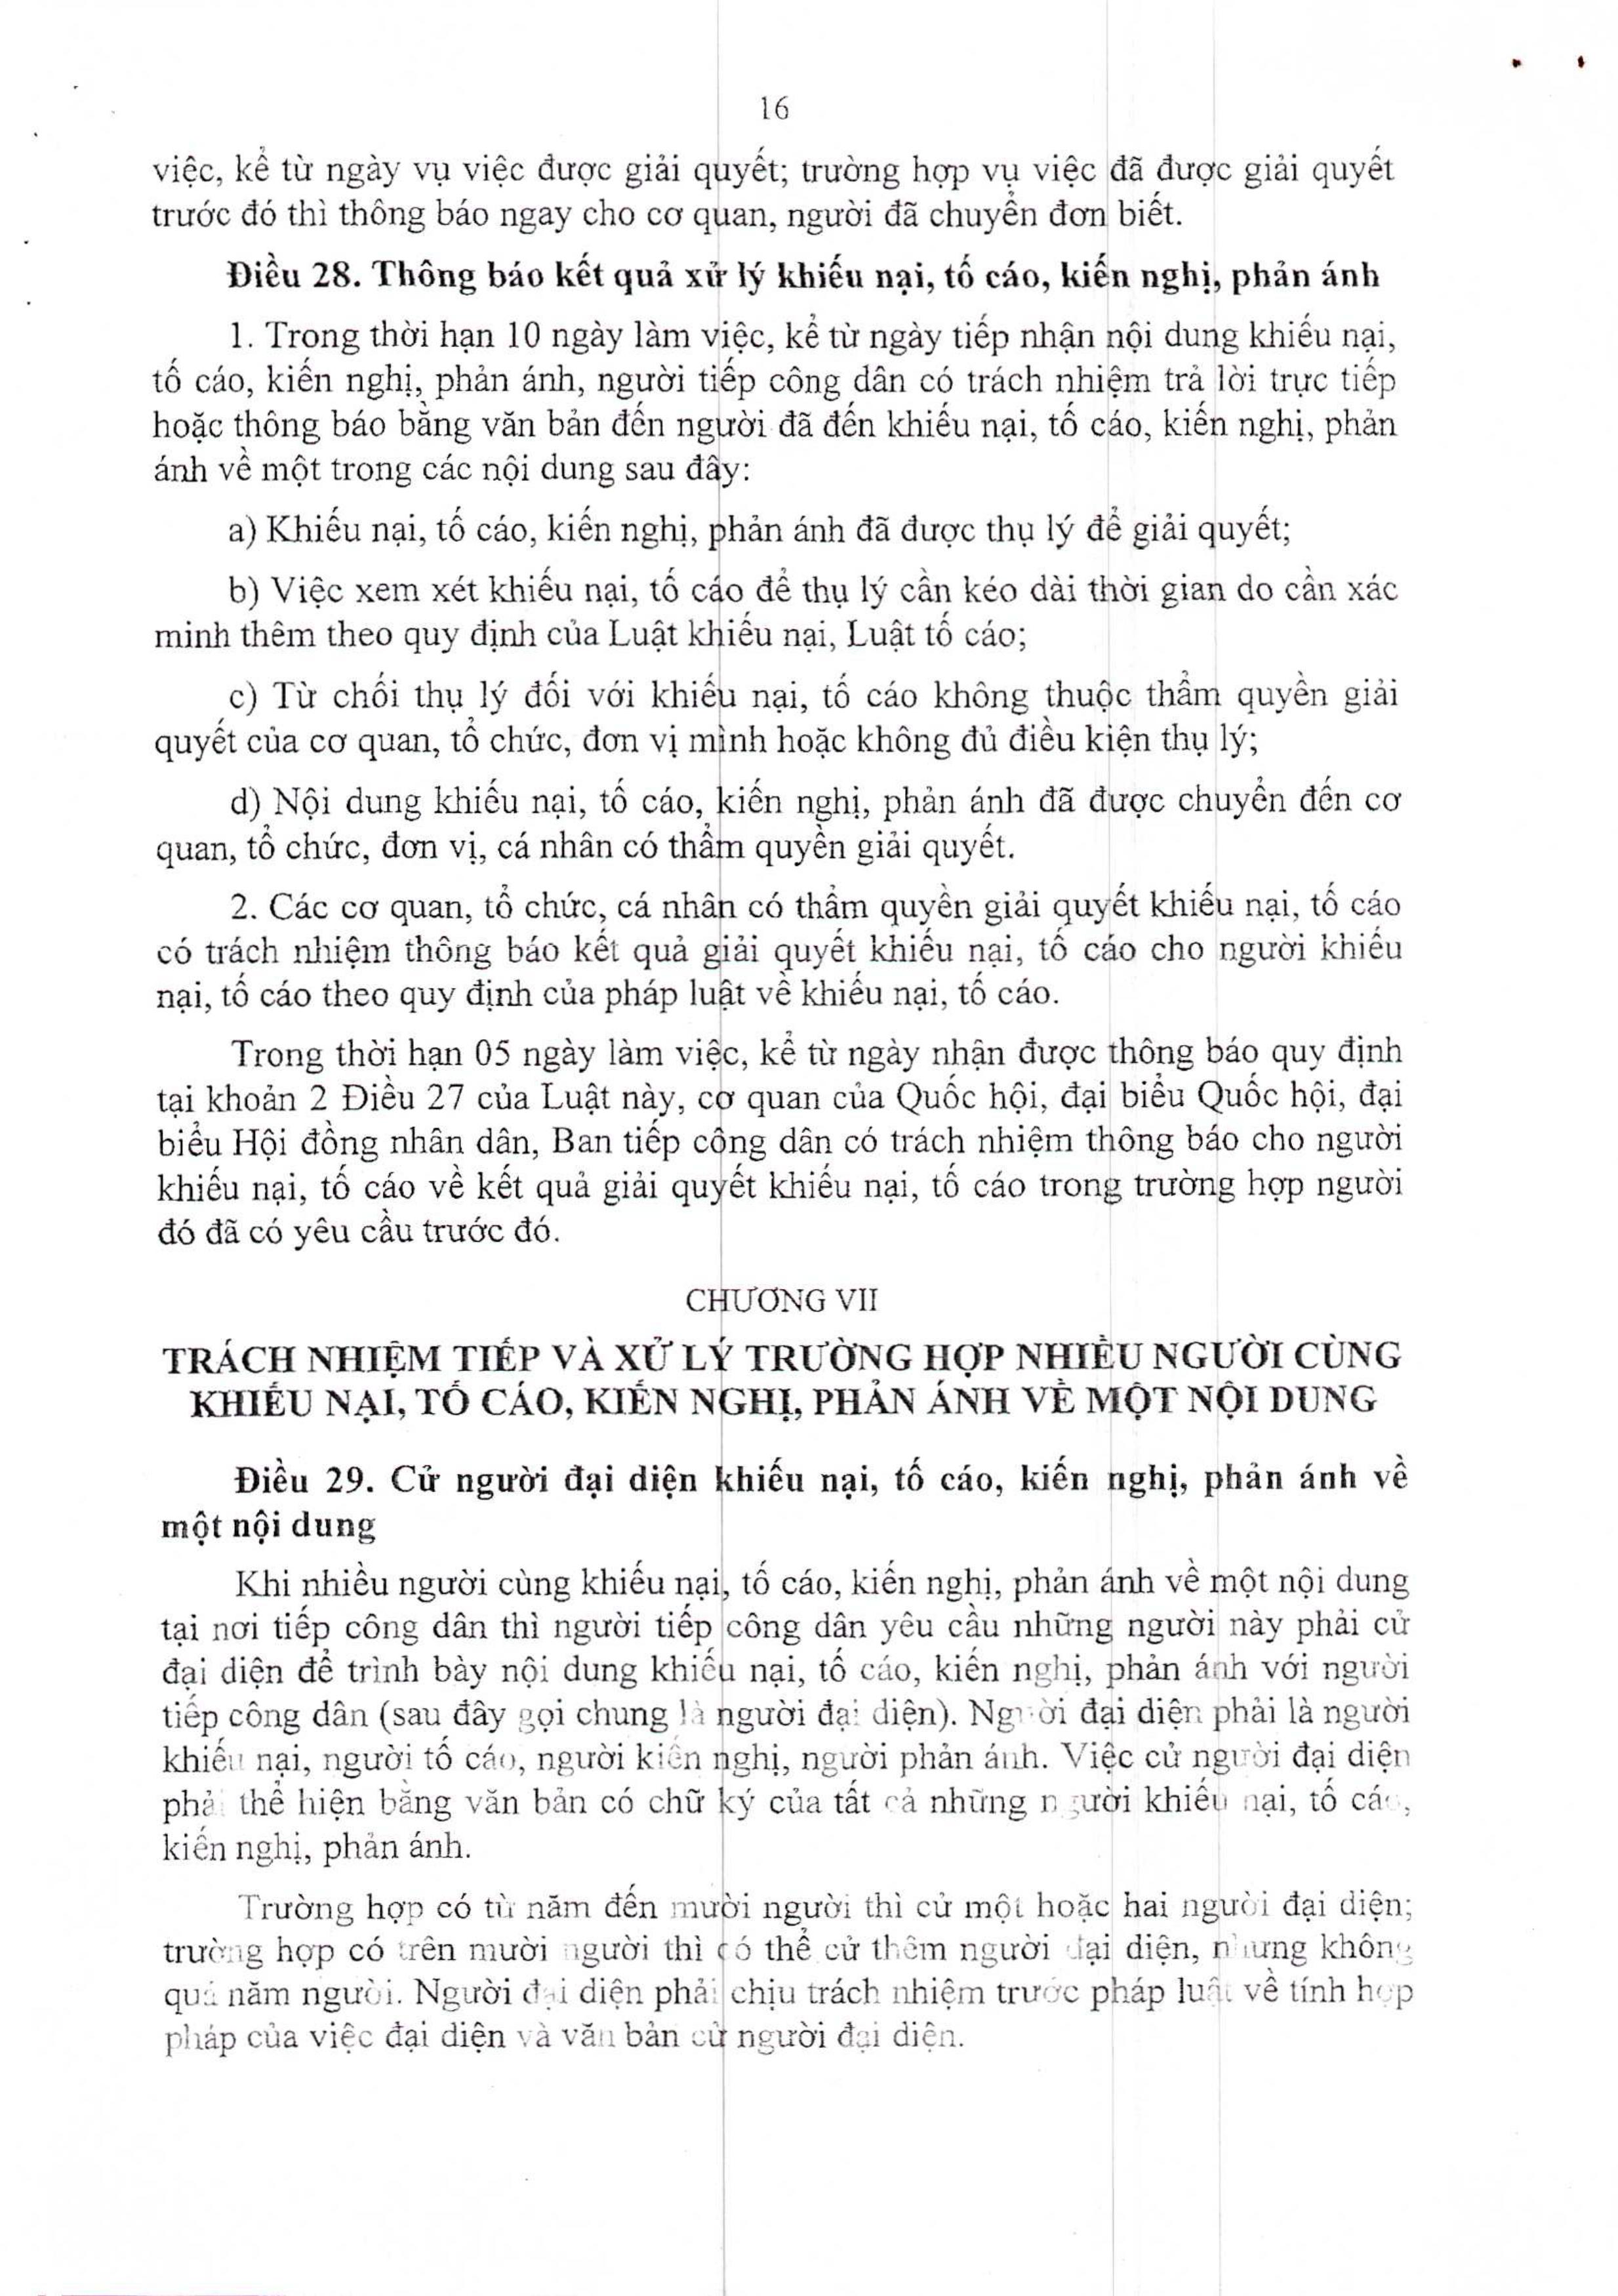 16
việc, kể từ ngày vụ việc được giải quyết; trường hợp vụ việc đã được giải quyết
trước đó thì thông báo ngay cho cơ quan, người đã chuyển đơn biết.
Điều 28. Thông báo kết quả xử lý khiếu nại, tố cáo, kiến nghị, phản ánh
1. Trong thời hạn 10 ngày làm việc, kể từ ngày tiếp nhận nội dung khiếu nại,
tố cáo, kiến nghị, phản ánh, người tiếp công dân có trách nhiệm trả lời trực tiếp
hoặc thông báo bằng văn bản đến người đã đến khiếu nại, tố cáo, kiến nghị, phản
ánh về một trong các nội dung sau đây:
a) Khiếu nại, tố cáo, kiến nghị, phản ánh đã được thụ lý để giải quyết;
b) Việc xem xét khiếu nại, tố cáo để thụ lý cần kéo dài thời gian do cần xác
minh thêm theo quy định của Luật khiếu nại, Luật tố cáo;
c) Từ chối thụ lý đối với khiếu nại, tố cáo không thuộc thẩm quyền giải
quyết của cơ quan, tổ chức, đơn vị mình hoặc không đủ điều kiện thụ lý;
d) Nội dung khiếu nại, tố cáo, kiến nghị, phản ánh đã được chuyển đến cơ
quan, tổ chức, đơn vị, cá nhân có thẩm quyền giải quyết.
2. Các cơ quan, tổ chức, cá nhân có thẩm quyền giải quyết khiếu nại, tố cáo
có trách nhiệm thông báo kết quả giải quyết khiếu nại, tố cáo cho người khiếu
nại, tố cáo theo quy định của pháp luật về khiếu nại, tố cáo.
Trong thời hạn 05 ngày làm việc, kể từ ngày nhận được thông báo quy định
tại khoản 2 Điều 27 của Luật này, cơ quan của Quốc hội, đại biểu Quốc hội, đại
biểu Hội đồng nhân dân, Ban tiếp công dân có trách nhiệm thông báo cho người
khiếu nại, tố cáo về kết quả giải quyết khiếu nại, tố cáo trong trường hợp người
đó đã có yêu cầu trước đó.
CHƯƠNG VII
TRÁCH NHIỆM TIẾP VÀ XỬ LÝ TRƯỜNG HỢP NHIỀU NGƯỜI CÙNG
KHIẾU NẠI, TỐ CÁO, KIẾN NGHỊ, PHẢN ÁNH VỀ MỘT NỘI DUNG
Điều 29. Cử người đại diện khiếu nại, tố cáo, kiến nghị, phản ánh về
một nội dung
Khi nhiều người cùng khiếu nại, tố cáo, kiến nghị, phản ánh về một nội dung
tại nơi tiếp công dân thì người tiếp công dân yêu cầu những người này phải cử
đại diện để trình bày nội dung khiếu nại, tố cáo, kiến nghị, phản ánh với người
tiếp công dân (sau đây gọi chung là người đại diện). Người đại diện phải là người
khiếu nại, người tố cáo, người kiến nghị, người phản ánh. Việc cử người đại diện
phải thể hiện bằng văn bản có chữ ký của tất cả những người khiếu nại, tố cáo,
kiến nghị, phản ánh.
Trường hợp có từ năm đến mười người thì cử một hoặc hai người đại diện;
trường hợp có trên mười người thì có thể cử thêm người đại diện, nhưng không
quá năm người. Người đại diện phải chịu trách nhiệm trước pháp luật về tính hợp
pháp của việc đại diện và văn bản cử người đại diện.